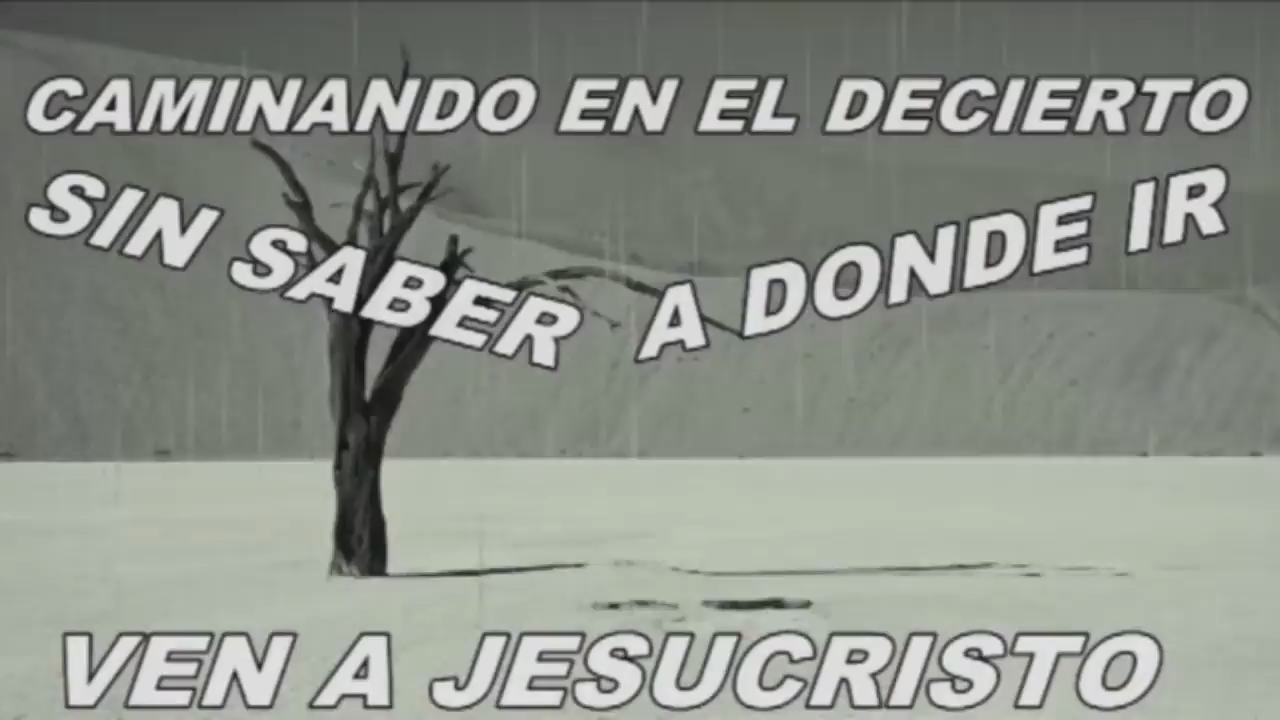 CAMINANDO EN EL DECIERTO
SIN SABER A DONDE IR
VEN A JESUCRISTO